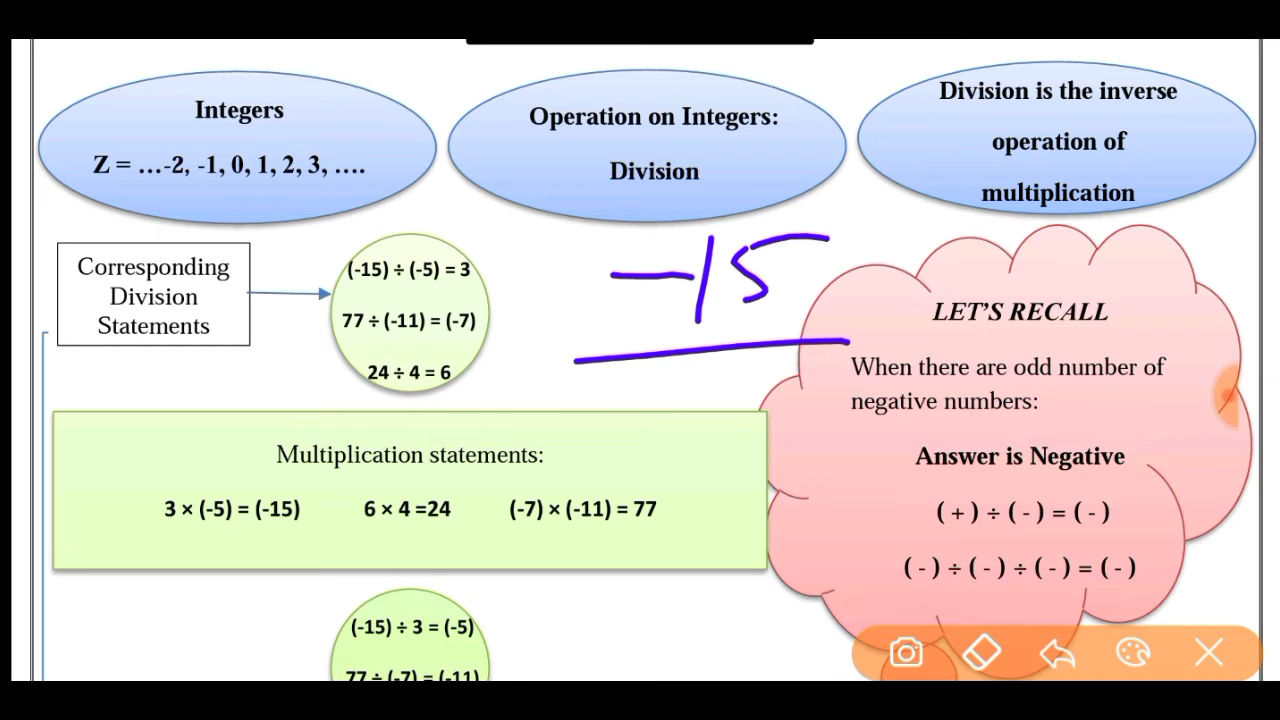 Integers
Z = …-2, -1, 0, 1, 2, 3, ….
Operation on Integers:
Division
Division is the inverse
operation of
multiplication
Corresponding
Division
Statements
(-15) ÷ (-5) = 3
77 ÷ (-11) = (-7)
24 ÷ 4 = 6
-15
LET’S RECALL
When there are odd number of
negative numbers:
Answer is Negative
( + ) ÷ ( - ) = ( - )
( - ) ÷ ( - ) ÷ ( - ) = ( - )
Multiplication statements:
3 × (-5) = (-15) 6 × 4 =24 (-7) × (-11) = 77
(-15) ÷ 3 = (-5)
77 ÷ (-7) = (-11)